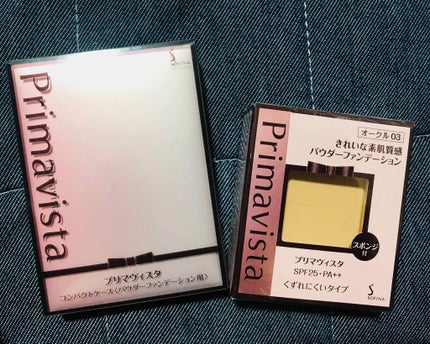 Primavista
SOFINA
プリマヴィスタ
コンパクトケース〈パウダーファンデーション用〉
Primavista
オークル 03
きれいな素肌質感
パウダーファンデーション
スポンジ
付
プリマヴィスタ
SPF25・PA++
くずれにくいタイプ
SOFINA